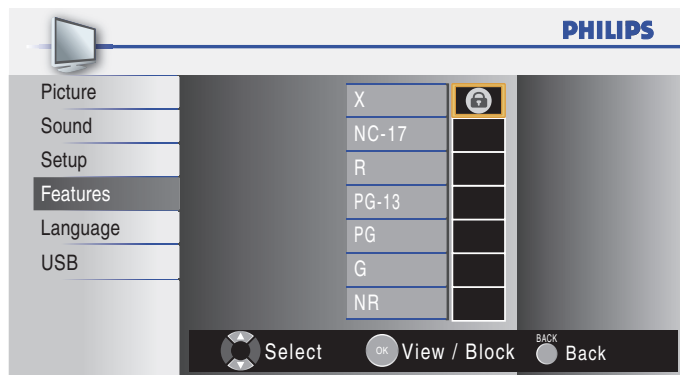 PHILIPS
Picture
Sound
Setup
Features
Language
USB
X
NC-17
R
PG-13
PG
G
NR
Select
OK View / Block
BACK
Back